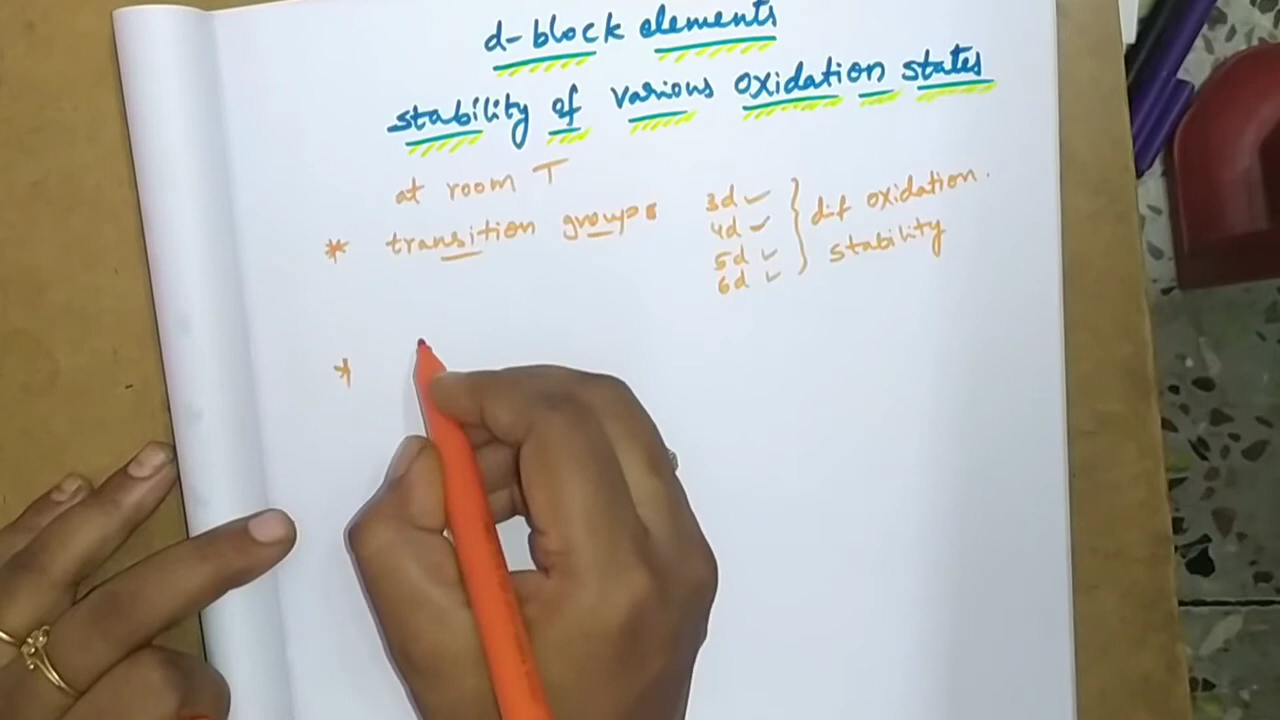 d-block elements
stability of various oxidation states
at room T
* transition groups
3d ✓
4d ✓
5d ✓
6d ✓
} dif oxidation.
stability
*